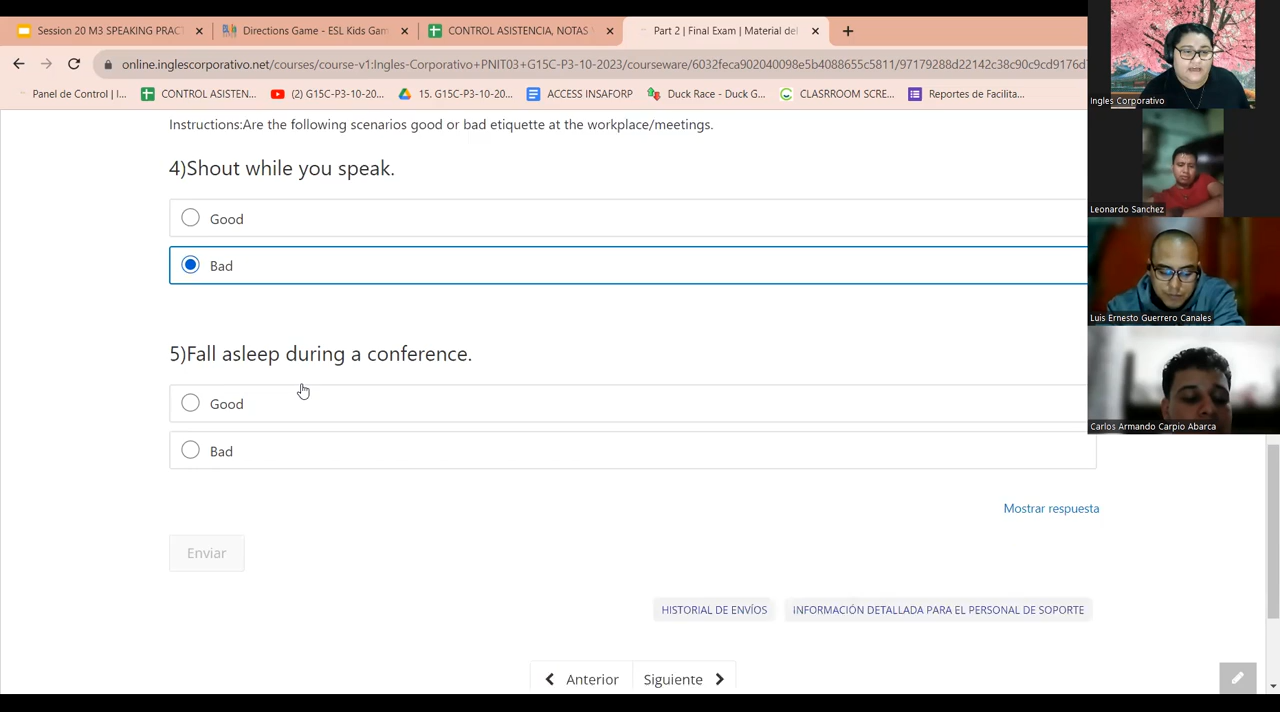 Session 20 M3 SPEAKING PRACT
Directions Game - ESL Kids Gam
CONTROL ASISTENCIA, NOTAS
Part 2 | Final Exam | Material de
online.inglescorporativo.net/courses/course-v1:Ingles-Corporativo+PNIT03+G15C-P3-10-2023/courseware/6032feca902040098e5b4088655c5811/97179288d22142c38c90c9cd9176d
Panel de Control | I...
CONTROL ASISTEN...
(2) G15C-P3-10-20...
15. G15C-P3-10-20...
ACCESS INSAFORP
Duck Race - Duck G...
CLASRROOM SCRE...
Reportes de Facilita...
Ingles Corporativo
Instructions:Are the following scenarios good or bad etiquette at the workplace/meetings.
4)Shout while you speak.
Good
Leonardo Sanchez
Bad
Luis Ernesto Guerrero Canales
5)Fall asleep during a conference.
Good
Carlos Armando Carpio Abarca
Bad
Mostrar respuesta
Enviar
HISTORIAL DE ENVÍOS
INFORMACIÓN DETALLADA PARA EL PERSONAL DE SOPORTE
Anterior
Siguiente